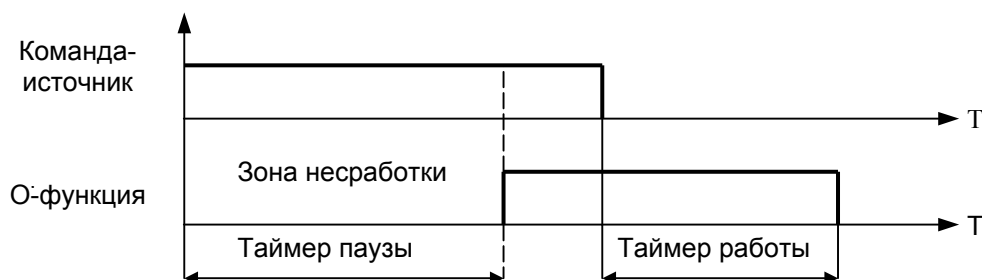 Команда-
источник
T
Зона несработки
О-функция
T
Таймер паузы
Таймер работы